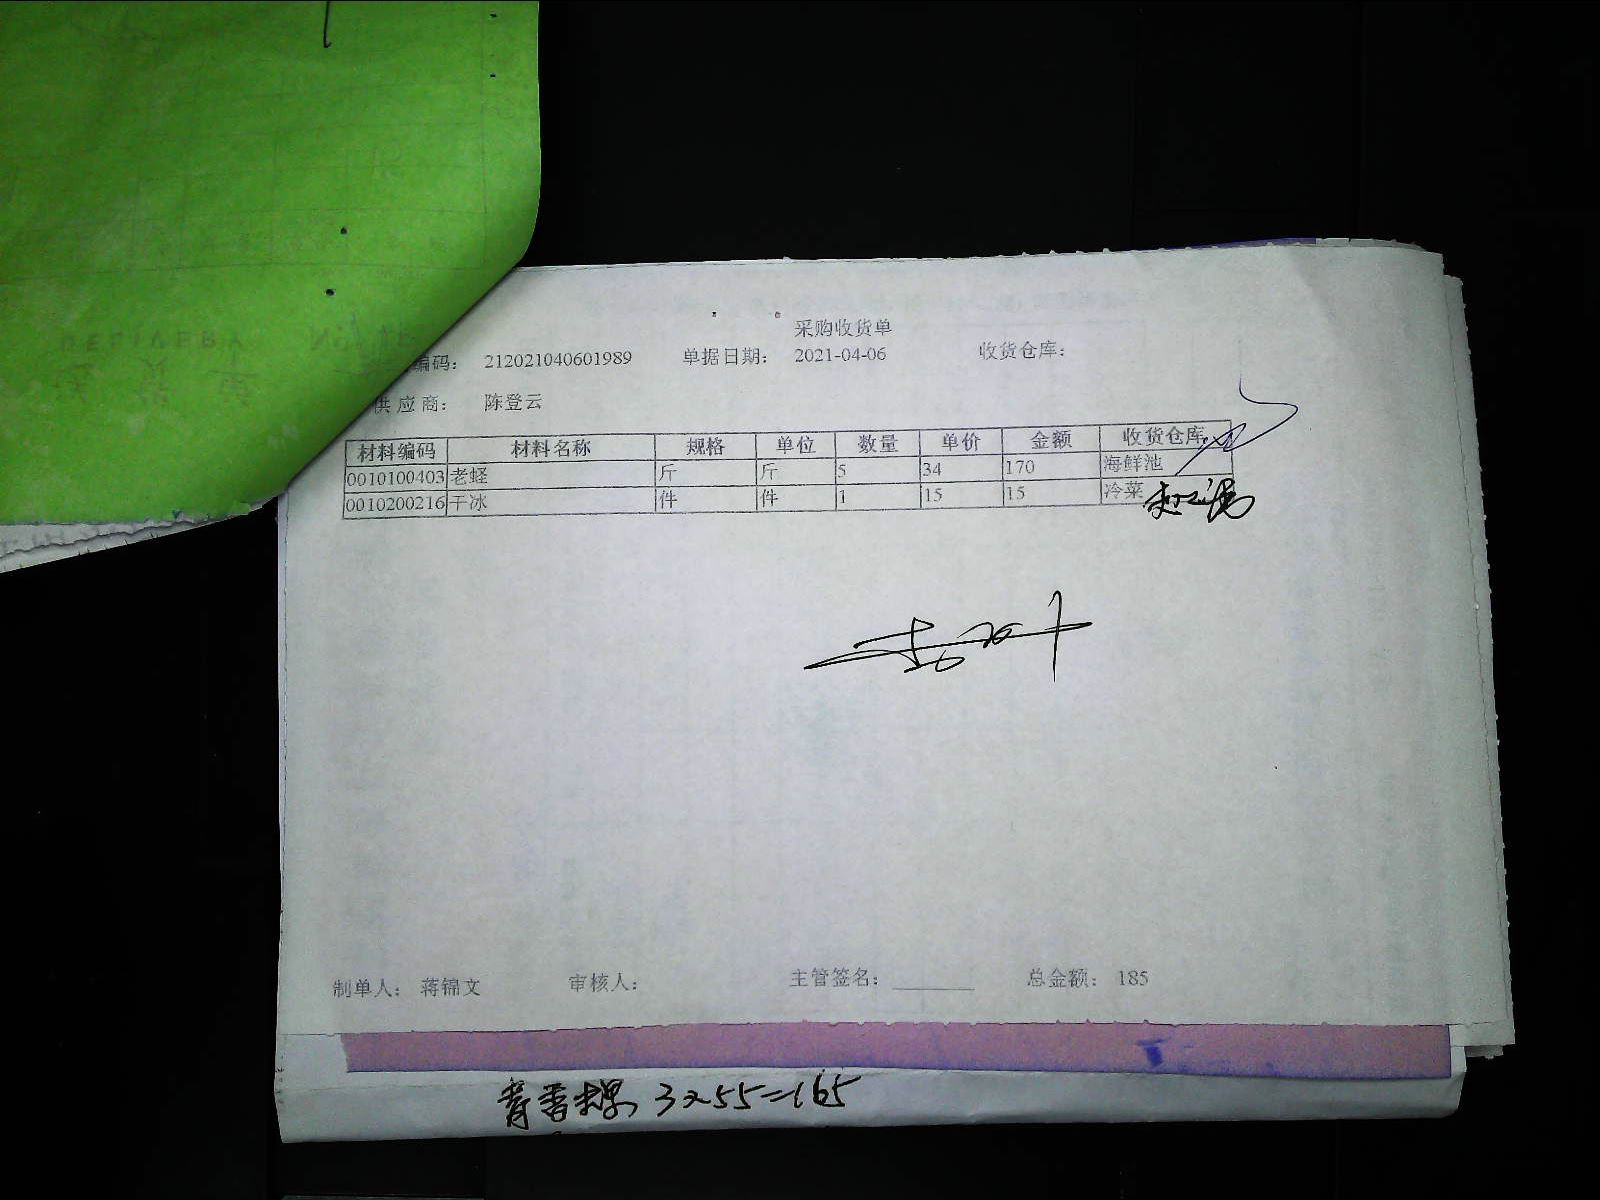 采购收货单
编码： 212021040601989 单据日期： 2021-04-06 收货仓库：
供应商： 陈登云
材料编码 材料名称 规格 单位 数量 单价 金额 收货仓库
0010100403 老蛏 斤 斤 5 34 170 海鲜池
0010200216 干冰 件 件 1 15 15 冷菜
制单人： 蒋锦文 审核人： 主管签名： 总金额： 185
3×55=165